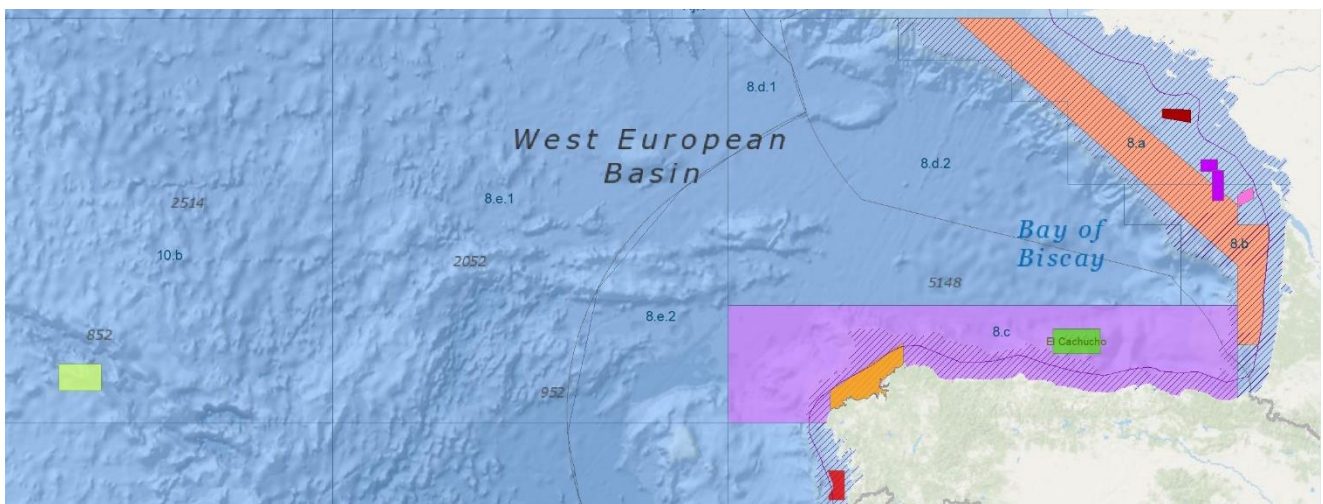 8.d.1
West European
Basin
8.a
8.d.2
2514
8.e.1
Bay of
Biscay
8.b
10.b
2052
5148
8.e.2
8.c
852
El Cachucho
952